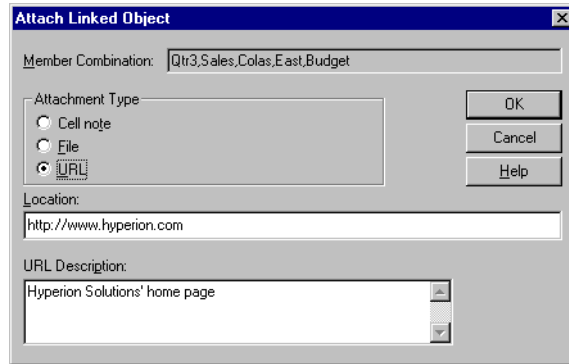 Attach Linked Object
Member Combination: Qtr3,Sales,Colas,East,Budget
Attachment Type
Cell note
File
URL
OK
Cancel
Help
Location:
http://www.hyperion.com
URL Description:
Hyperion Solutions' home page